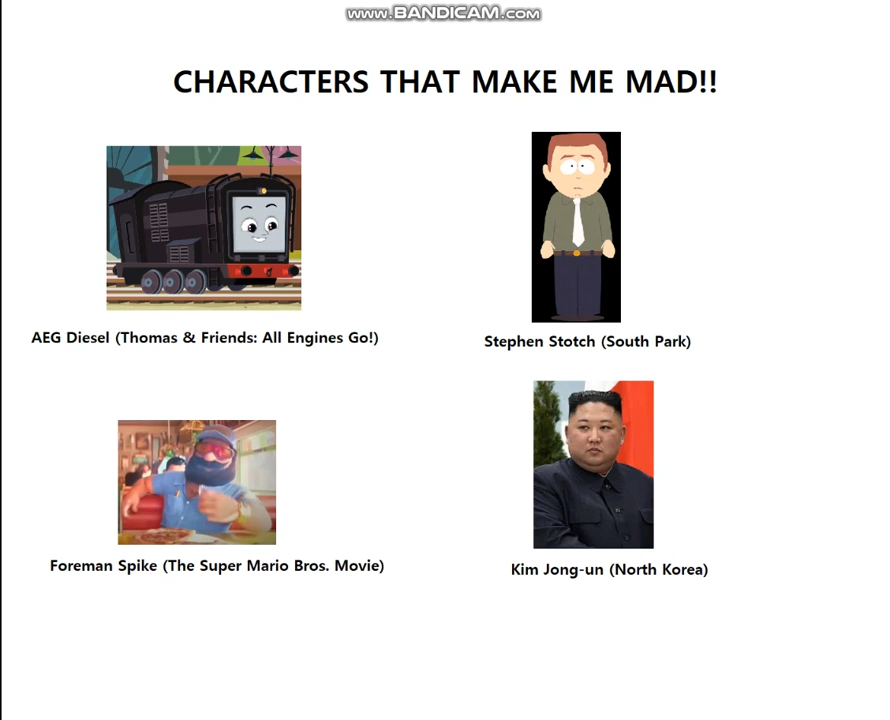 www.BANDICAM.com
CHARACTERS THAT MAKE ME MAD!!
AEG Diesel (Thomas & Friends: All Engines Go!)
Stephen Stotch (South Park)
Foreman Spike (The Super Mario Bros. Movie)
Kim Jong-un (North Korea)